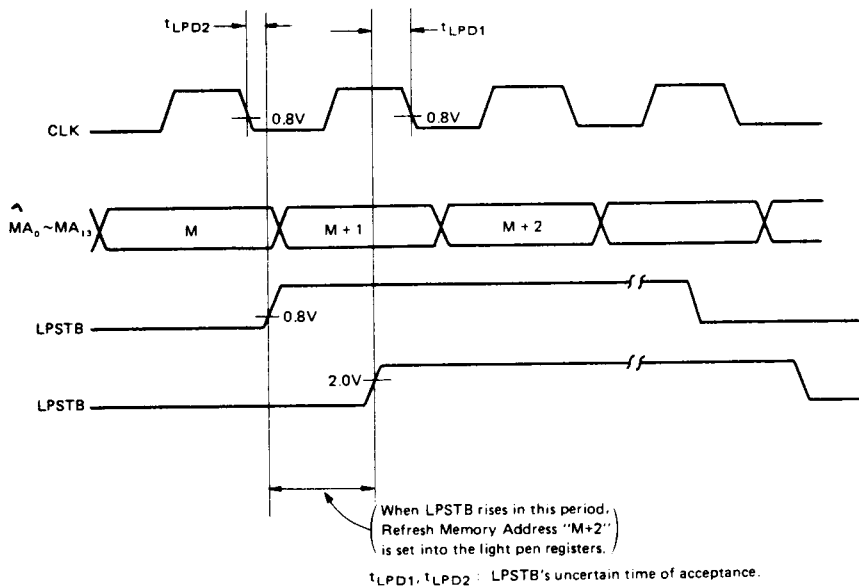 tLPD2
tLPD1
0.8V
0.8V
CLK
MA0~MA13
M
M + 1
M + 2
0.8V
LPSTB
2.0V
LPSTB
When LPSTB rises in this period,
Refresh Memory Address "M+2"
is set into the light pen registers.
tLPD1, tLPD2 : LPSTB's uncertain time of acceptance.